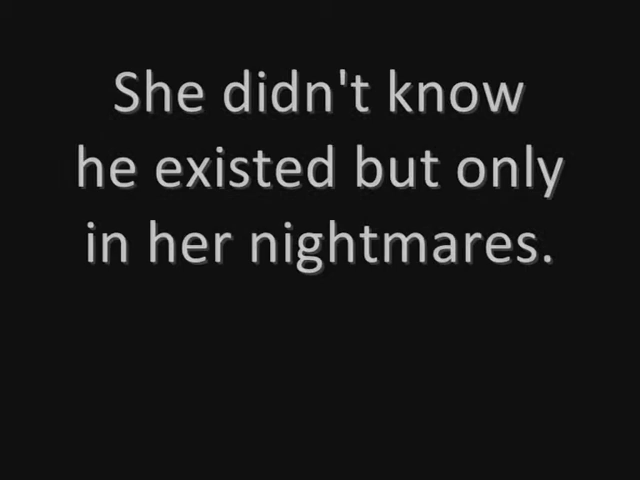 She didn't know
he existed but only
in her nightmares.